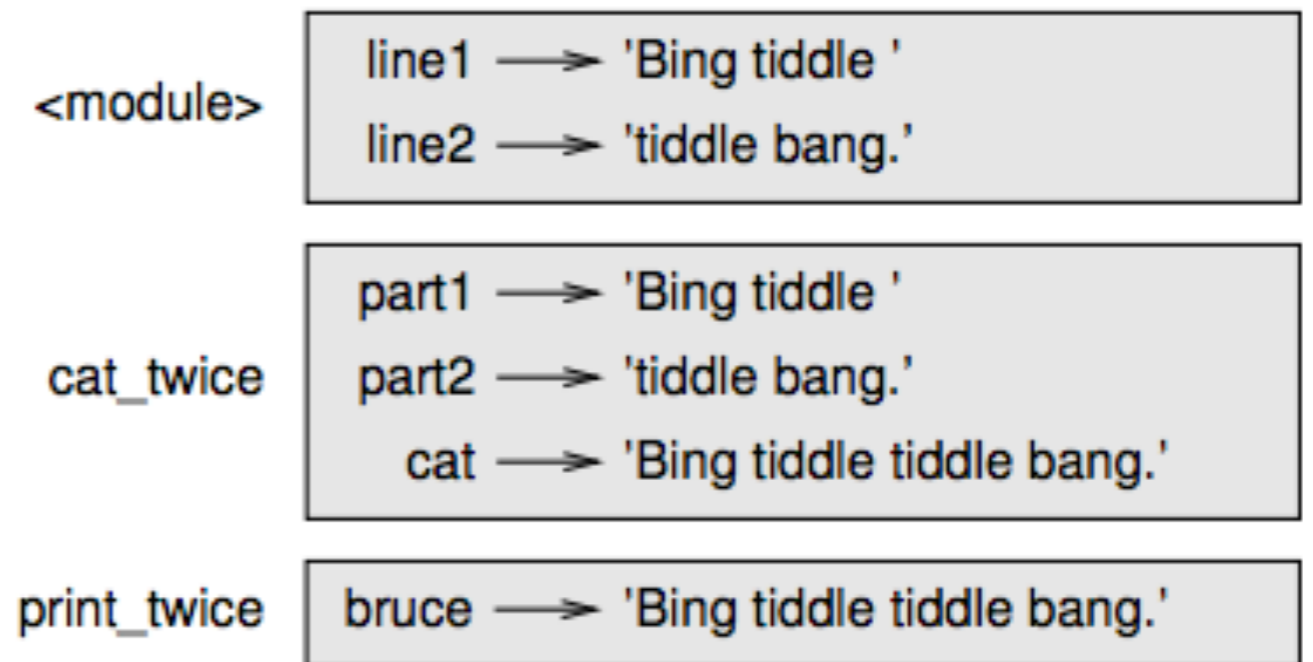 line1 → 'Bing tiddle '
<module>
line2 → 'tiddle bang.'
part1 → 'Bing tiddle '
cat_twice part2 → 'tiddle bang.'
cat → 'Bing tiddle tiddle bang.'
print_twice bruce → 'Bing tiddle tiddle bang.'